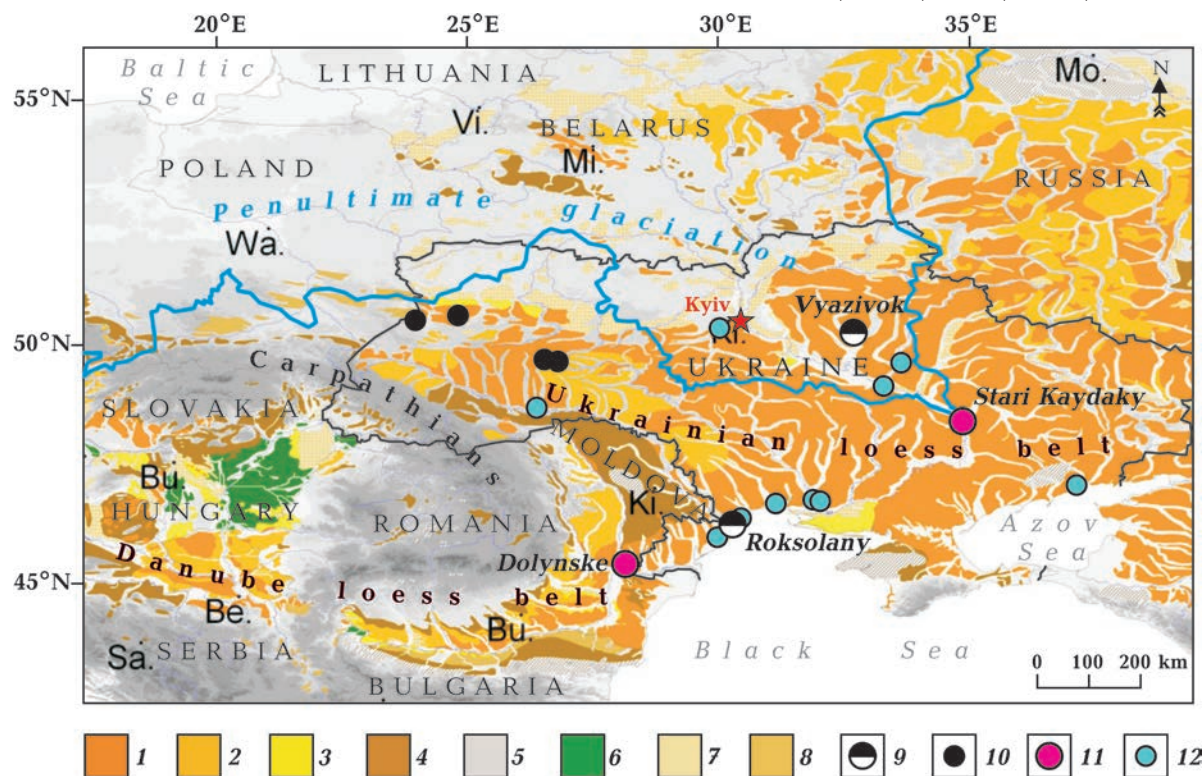 20°E 25°E 30°E 35°E
Baltic Sea
LITHUANIA
Mo.
N
55°N
Vi.
BELARUS
Mi.
POLAND
RUSSIA
Penultimate glaciation
Wa.
Kyiv
Vyazivok
Ki.
50°N
UKRAINE
Carpathians
Stari Kaydaky
SLOVAKIA
Ukrainian loess belt
MOLDOVA
Bu.
HUNGARY
Ki.
ROMANIA
Azov Sea
Roksolany
Dolynske
45°N
Danube loess belt
Be.
Bu.
Sa.
SERBIA
Black Sea
0 100 200 km
BULGARIA
1 2 3 4 5 6 7 8 9 10 11 12